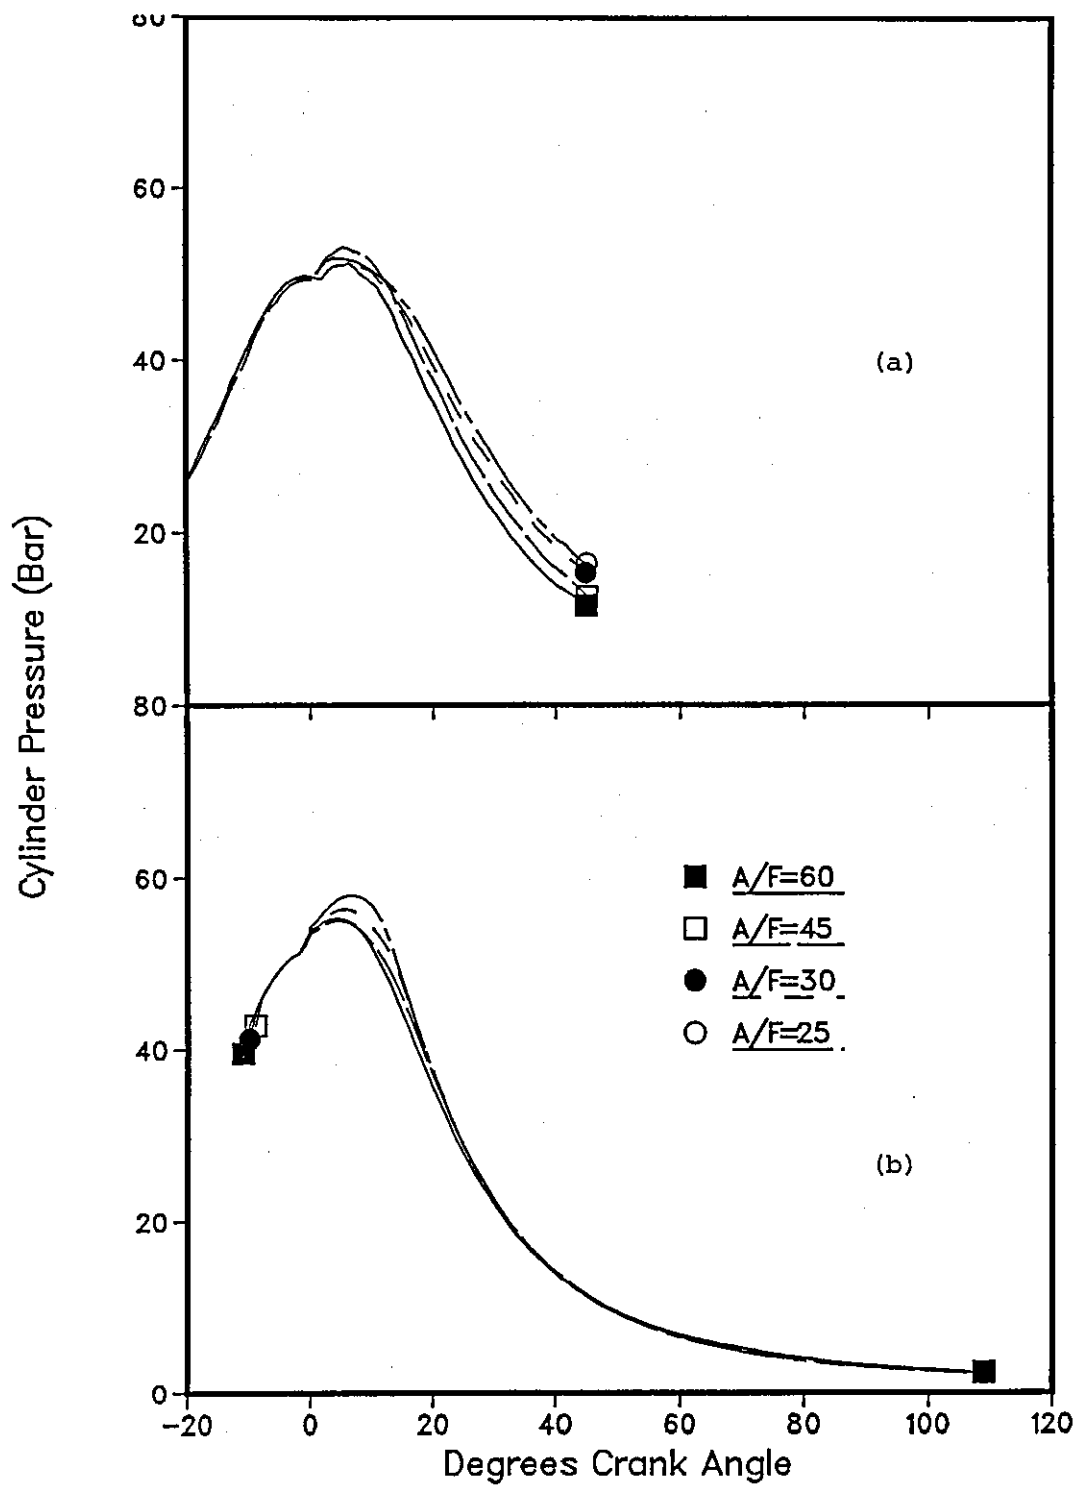 80
60
(a)
40
20
80
Cylinder Pressure (Bar)
60
A/F=60
A/F=45
A/F=30
A/F=25
40
(b)
20
0
-20 0 20 40 60 80 100 120
Degrees Crank Angle